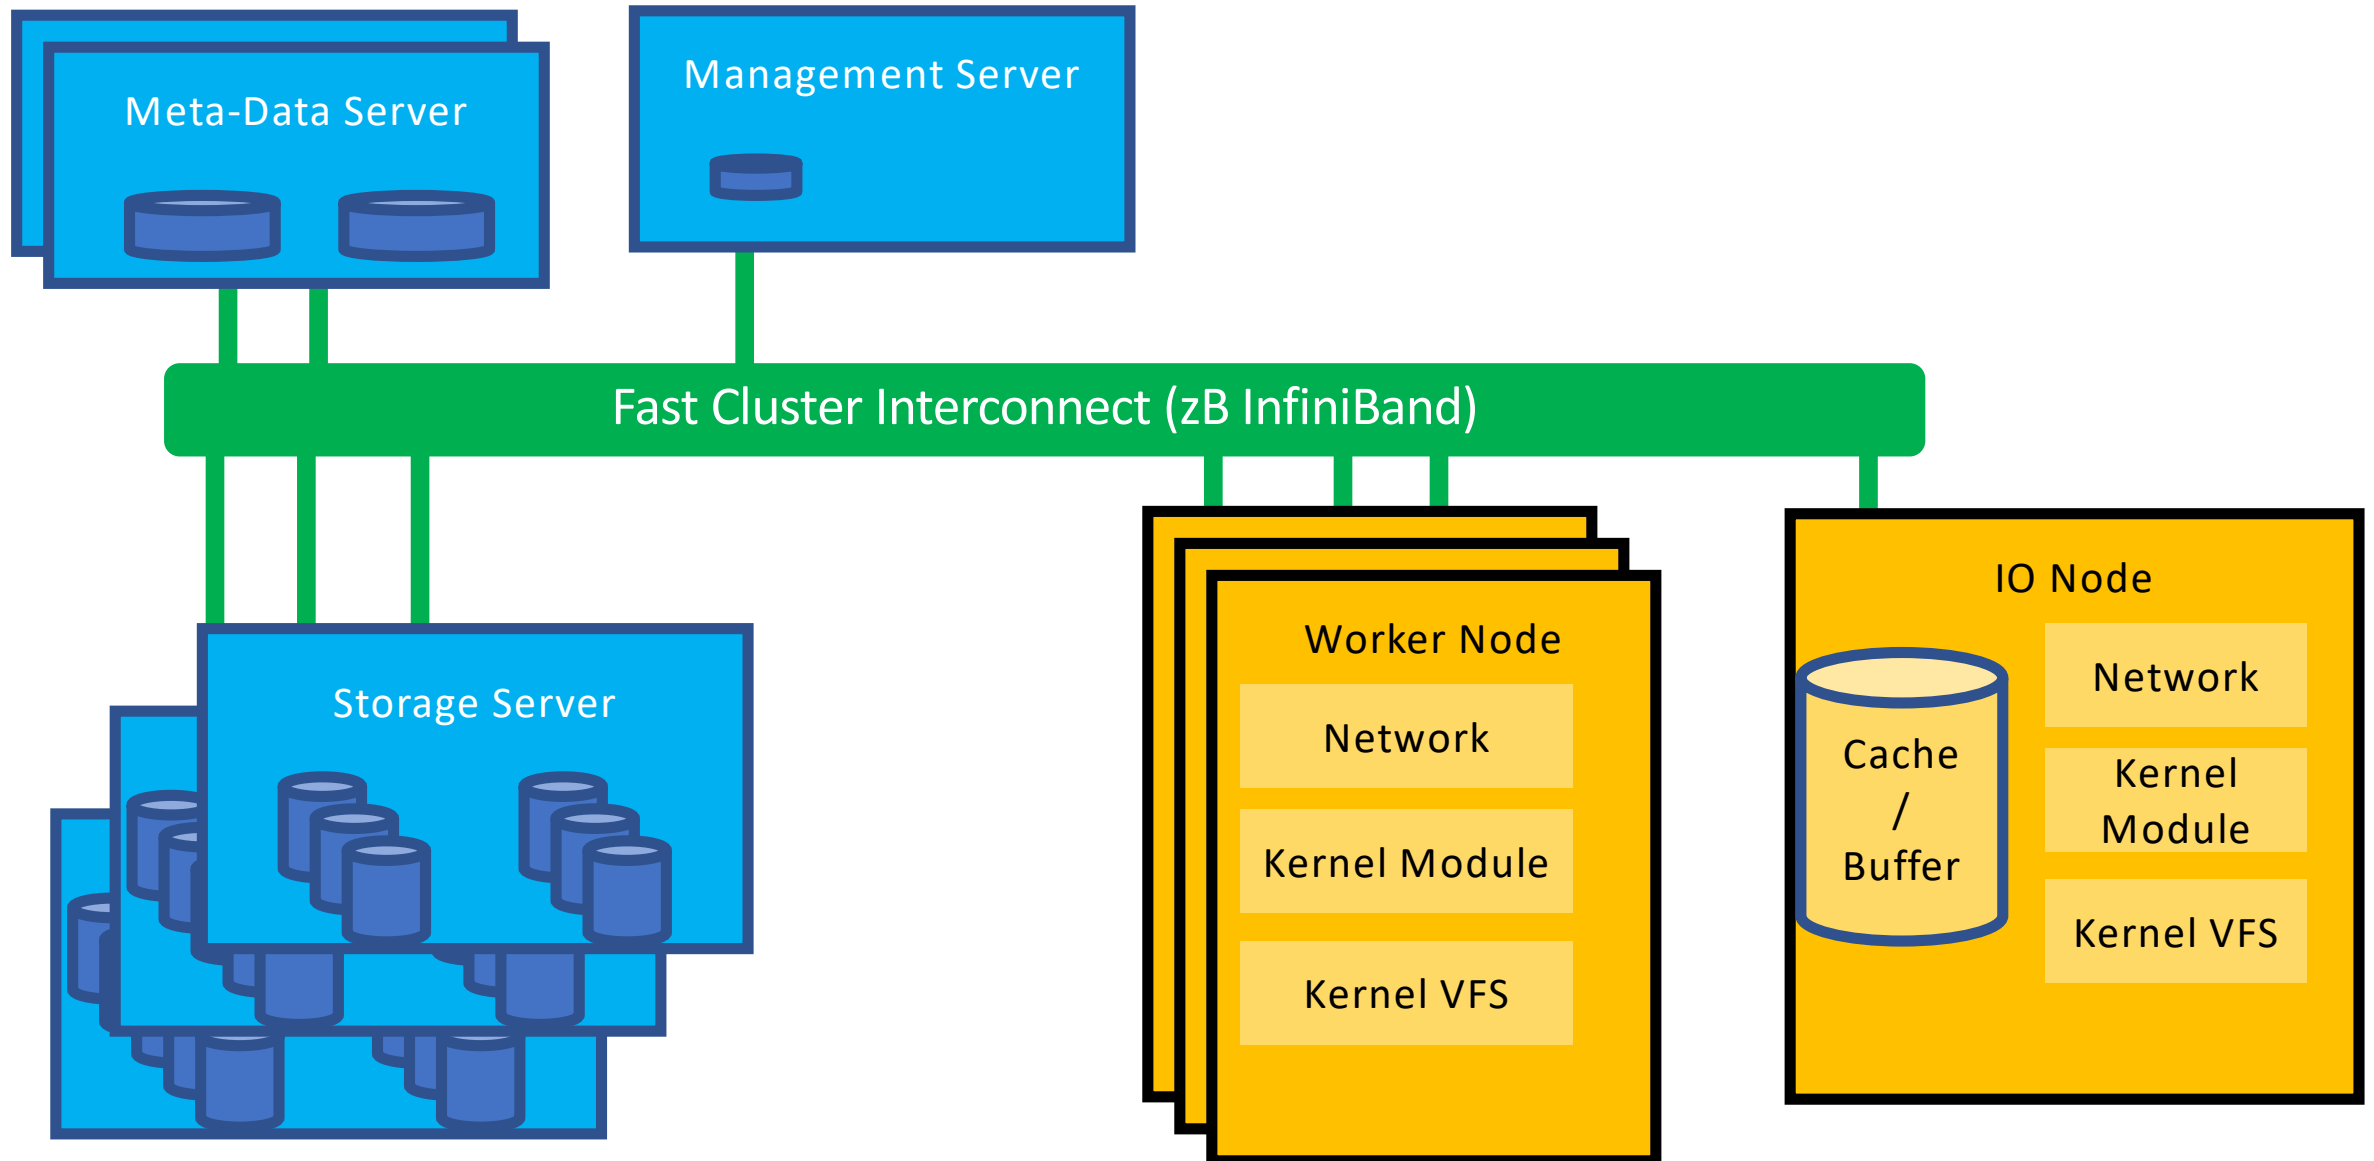 Meta-Data Server
Management Server
Fast Cluster Interconnect (zB InfiniBand)
Storage Server
Worker Node
Network
Kernel Module
Kernel VFS
IO Node
Cache
/
Buffer
Network
Kernel
Module
Kernel VFS